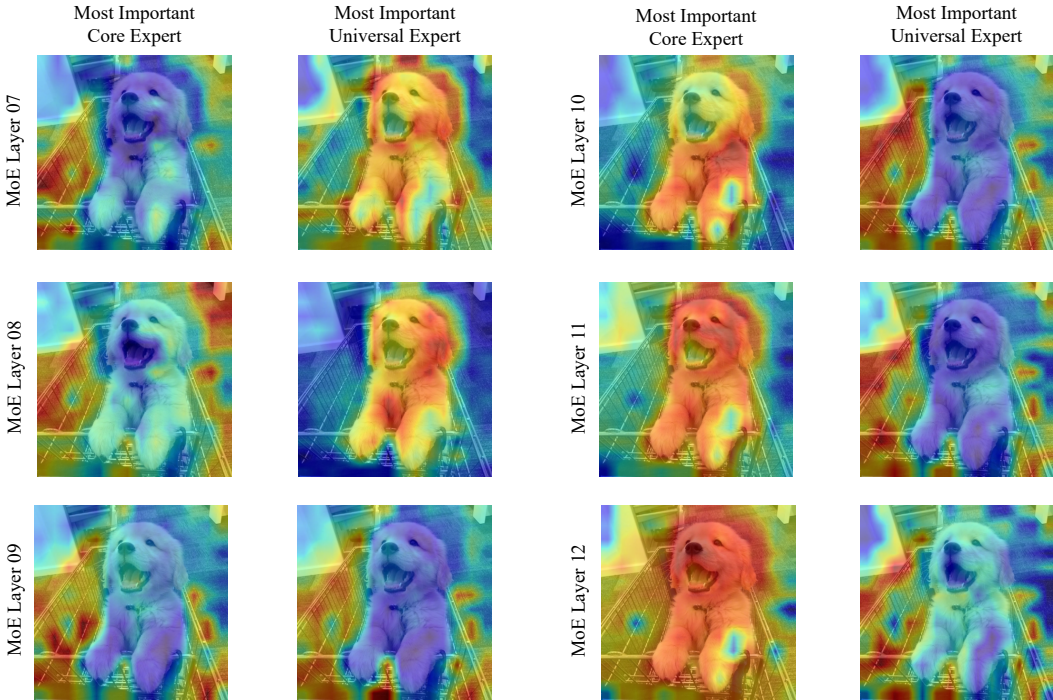 Most Important
Core Expert
Most Important
Universal Expert
Most Important
Core Expert
Most Important
Universal Expert
MoE Layer 07
MoE Layer 10
MoE Layer 08
MoE Layer 11
MoE Layer 09
MoE Layer 12